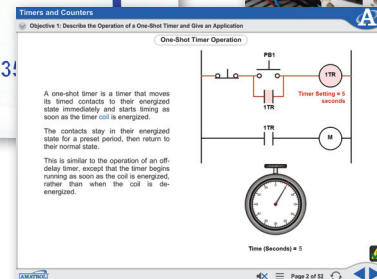 Timers and Counters
Objective 1: Describe the Operation of a One-Shot Timer and Give an Application
One-Shot Timer Operation
A one-shot timer is a timer that moves
its timed contacts to their energized
state immediately and starts timing as
soon as the timer coil is energized.
The contacts stay in their energized
state for a preset period, then return to
their normal state.
This is similar to the operation of an off-
delay timer, except that the timer begins
running as soon as the coil is energized,
rather than when the coil is de-
energized.
PB1
1TR
Timer Setting = 5
seconds
1TR
1TR
M
Time (Seconds) = 5
AMATROL
Page 2 of 52
35
A